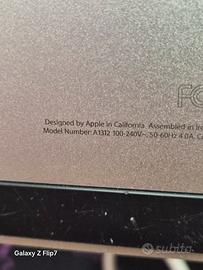 FC
Designed by Apple in California Assembled in Ire
Model Number: A1312 100-240V~, 50-60Hz 4.0A. C
Galaxy Z Flip7
subito